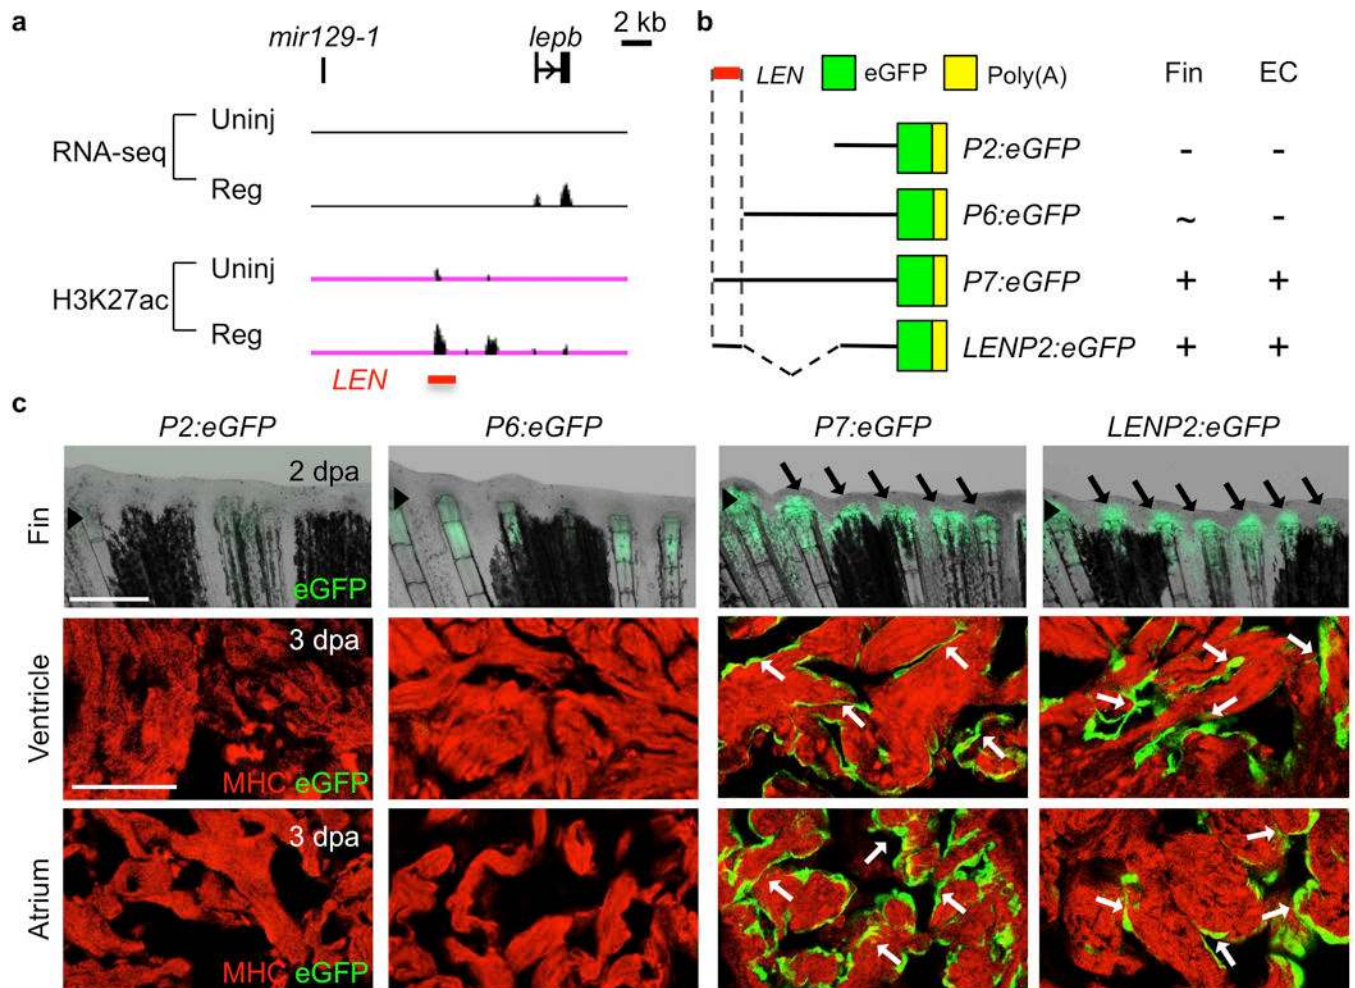 a
mir129-1
lepb
2 kb
RNA-seq
Uninj
Reg
H3K27ac
Uninj
Reg
LEN
b
LEN eGFP Poly(A) Fin EC
P2:eGFP - -
P6:eGFP ~ -
P7:eGFP + +
LENP2:eGFP + +
c
P2:eGFP P6:eGFP P7:eGFP LENP2:eGFP
Fin
2 dpa
eGFP
Ventricle
3 dpa
MHC eGFP
Atrium
3 dpa
MHC eGFP